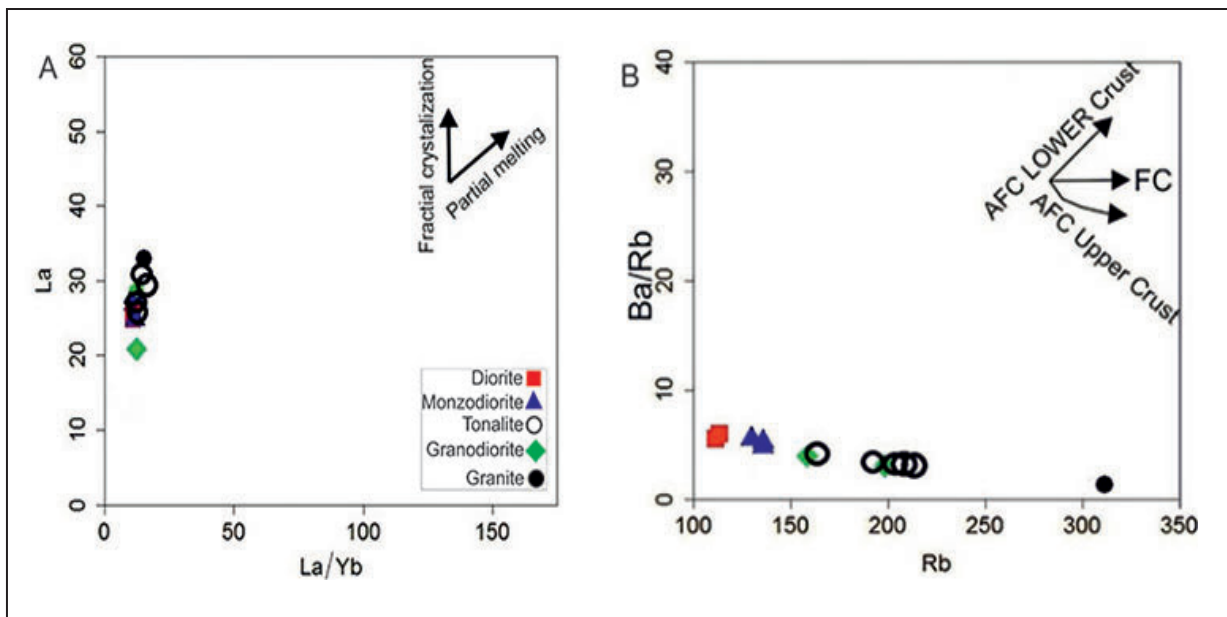 A
La
60
50
40
30
20
10
0
0
50
100
150
La/Yb
Fractial crystalization
Partial melting
Diorite
Monzodiorite
Tonalite
Granodiorite
Granite
B
Ba/Rb
40
30
20
10
0
100
150
200
250
300
350
Rb
AFC LOWER Crust
FC
AFC Upper Crust